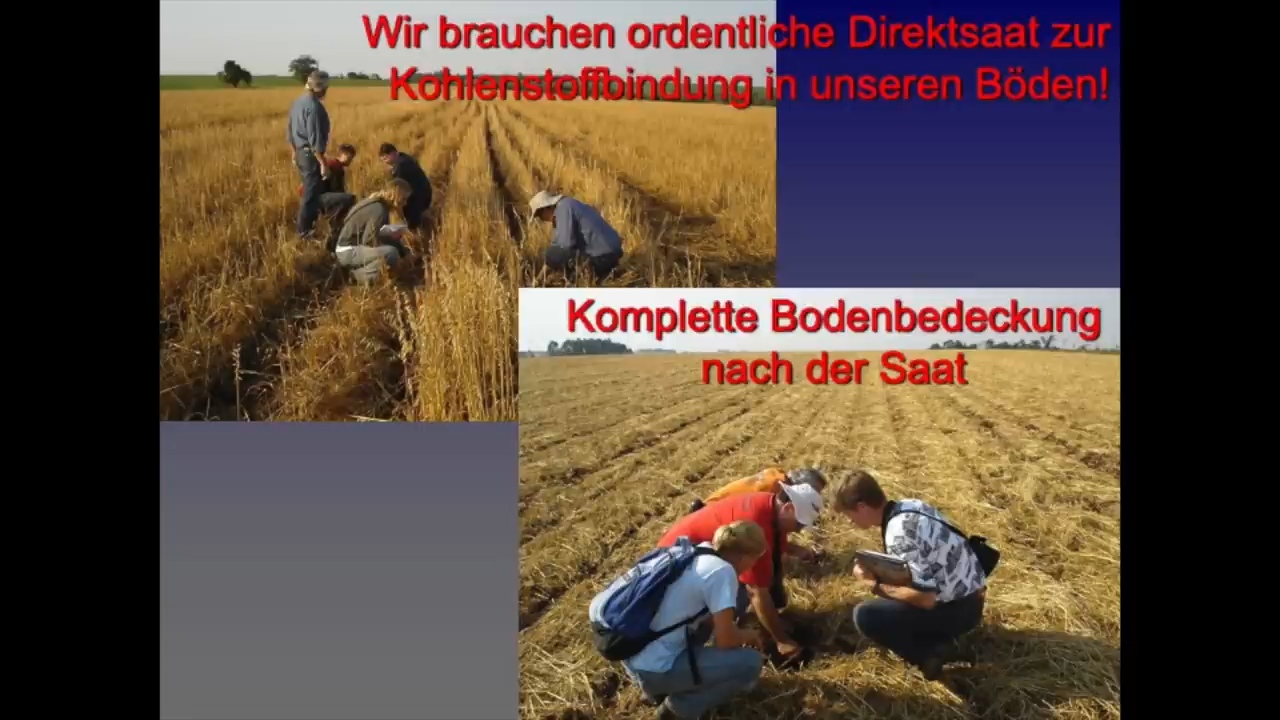 Wir brauchen ordentliche Direktsaat zur
Kohlenstoffbindung in unseren Böden!
Komplette Bodenbedeckung
nach der Saat